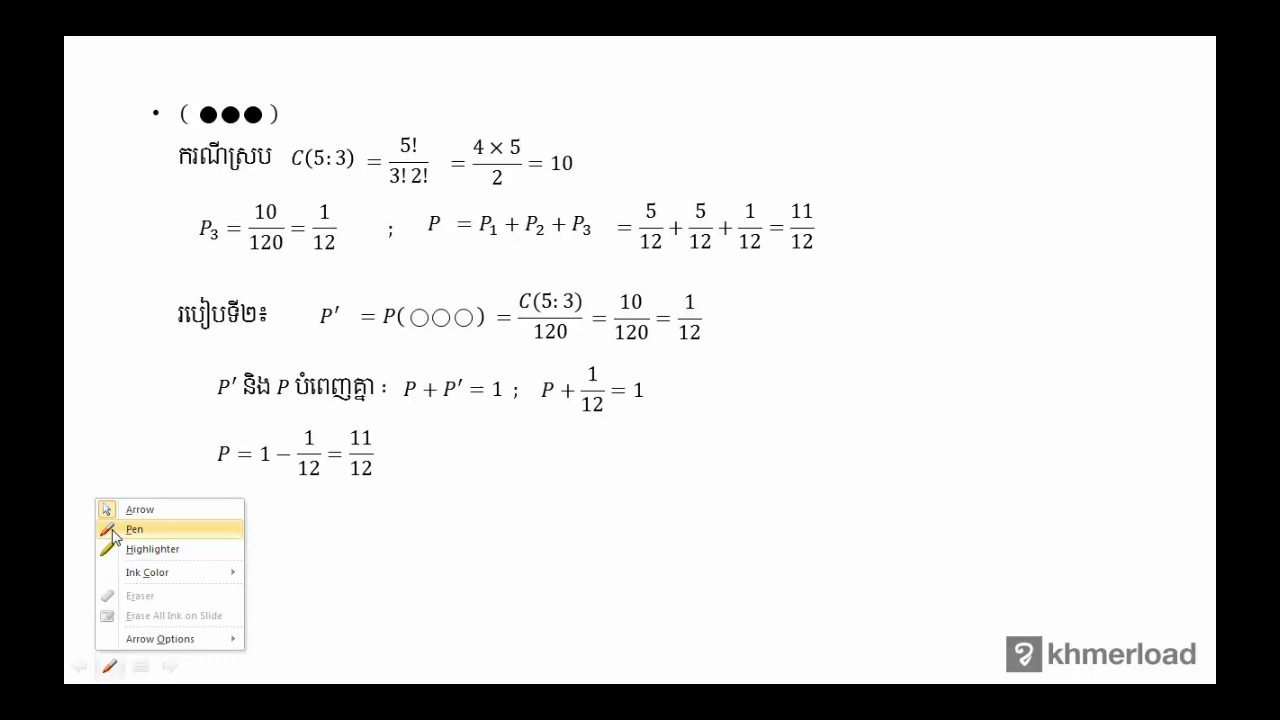 • ( ●●● )
ករណីស្រប C(5:3) = 5!/3! 2! = 4 × 5/2 = 10
P₃ = 10/120 = 1/12 ; P = P₁ + P₂ + P₃ = 5/12 + 5/12 + 1/12 = 11/12
របៀបទី២៖ P′ = P( ○○○ ) = C(5:3)/120 = 10/120 = 1/12
P′ និង P បំពេញគ្នា : P + P′ = 1 ; P + 1/12 = 1
P = 1 − 1/12 = 11/12
Arrow
Pen
Highlighter
Ink Color
Eraser
Erase All Ink on Slide
Arrow Options
khmerload